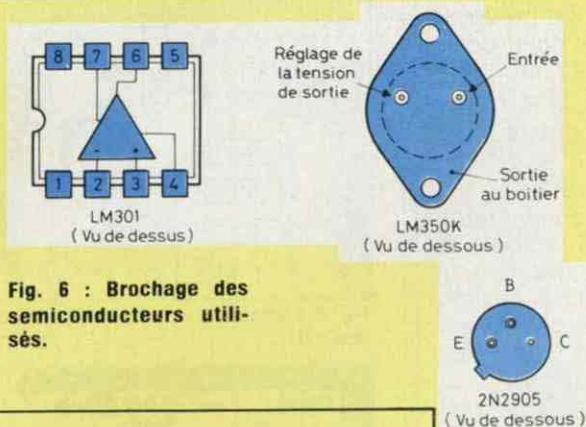 8 7 6 5
- +
1 2 3 4
LM301
( Vu de dessus )
Réglage de
la tension
de sortie
Entrée
Sortie
au boitier
LM350K
( Vu de dessous )
Fig. 6 : Brochage des
semiconducteurs utili-
sés.
B
E C
2N2905
( Vu de dessous )